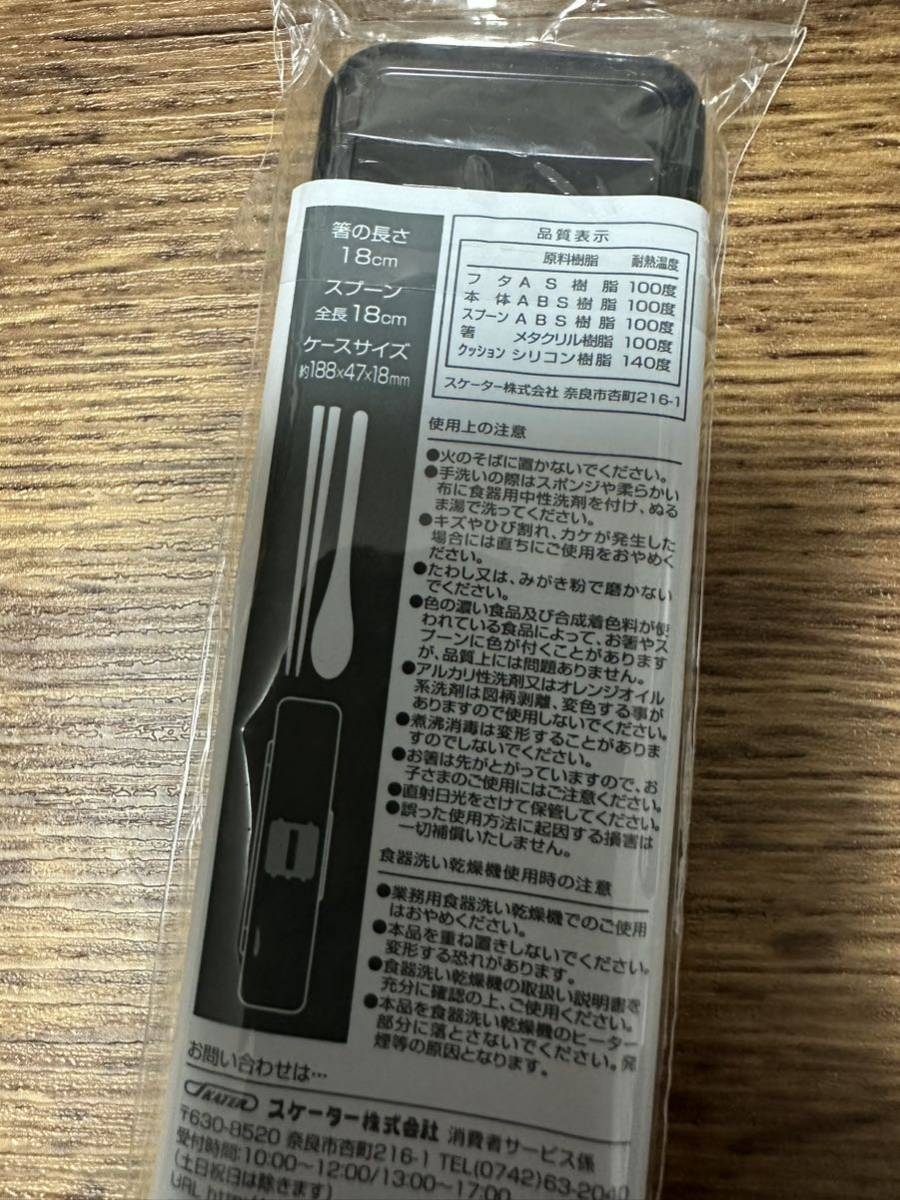 箸の長さ
18cm
スプーン
全長18cm
ケースサイズ
約188×47×18mm
品質表示
原料樹脂 耐熱温度
フタ AS樹脂 100度
本体 ABS樹脂 100度
スプーン ABS樹脂 100度
箸 メタクリル樹脂 100度
クッション シリコン樹脂 140度
スケーター株式会社 奈良市杏町216-1
使用上の注意
●火のそばに置かないでください。
●手洗いの際はスポンジや柔らかい
布に食器用中性洗剤を付け、ぬる
ま湯で洗ってください。
●キズやひび割れ、カケが発生した
場合には直ちにご使用をおやめく
ださい。
●たわし又は、みがき粉で磨かない
でください。
●色の濃い食品及び合成着色料が使
われている食品によって、お箸やス
プーンに色が付くことがあります
が、品質上には問題ありません。
●アルカリ性洗剤又はオレンジオイル
系洗剤は図柄剥離、変色する事が
ありますので使用しないでください。
●煮沸消毒は変形することがありま
すのでしないでください。
●お箸は先がとがっていますので、お
子さまのご使用にはご注意ください。
●直射日光をさけて保管してください。
●誤った使用方法に起因する損害は
一切補償いたしません。
食器洗い乾燥機使用時の注意
●業務用食器洗い乾燥機でのご使用
はおやめください。
●本品を重ね置きしないでください。
変形する恐れがあります。
●食器洗い乾燥機の取扱い説明書を
充分に確認の上、ご使用ください。
●本品を食器洗い乾燥機のヒーター
部分に落とさないでください。発
煙等の原因となります。
お問い合わせは…
SKATER スケーター株式会社 消費者サービス係
〒630-8520 奈良市杏町216-1 TEL(0742)63-2040
受付時間:10:00~12:00/13:00~17:00
(土日祝日は除きます)
URL